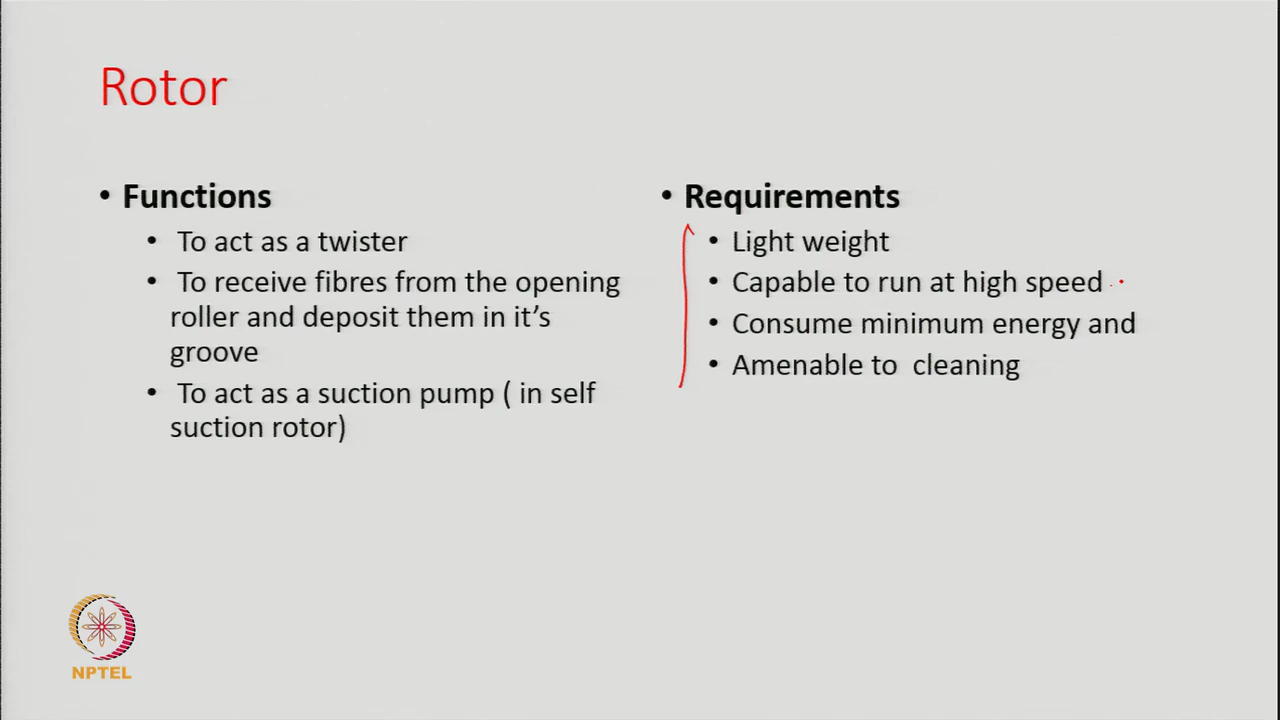 Rotor
• Functions
• To act as a twister
• To receive fibres from the opening
roller and deposit them in it's
groove
• To act as a suction pump ( in self
suction rotor)
• Requirements
• Light weight
• Capable to run at high speed
• Consume minimum energy and
• Amenable to cleaning
NPTEL